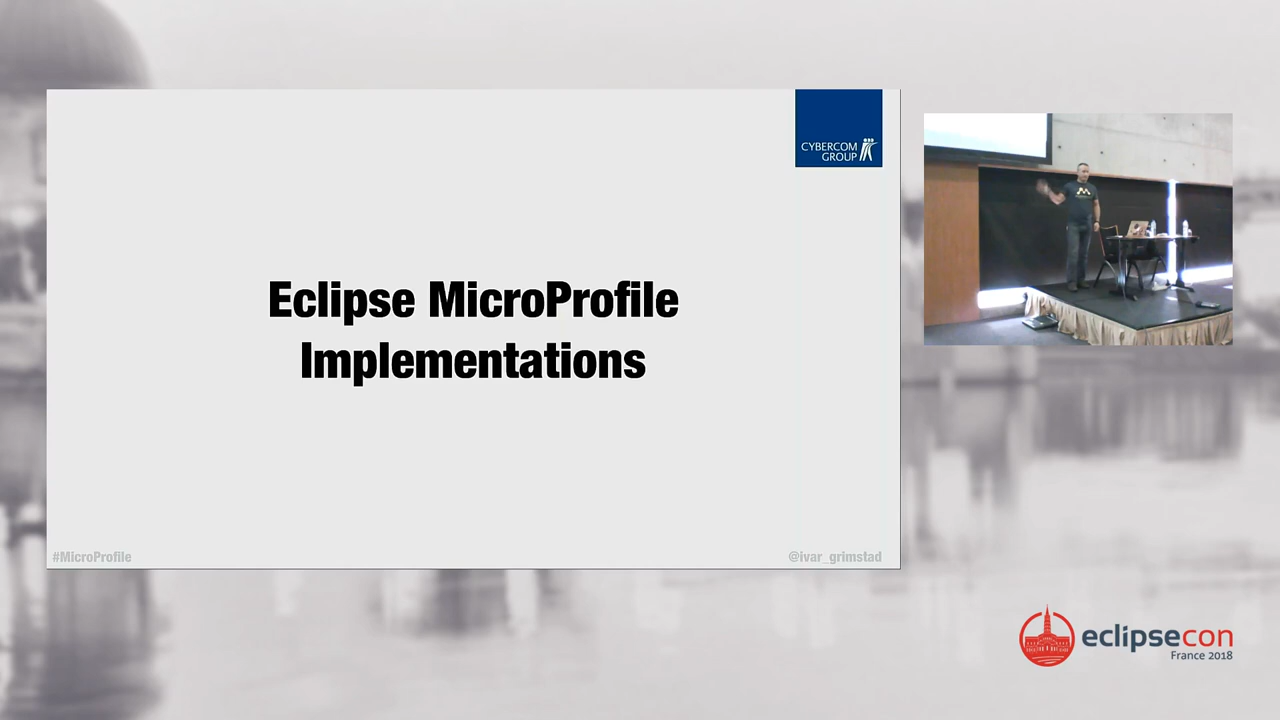 CYBERCOM
GROUP
Eclipse MicroProfile
Implementations
#MicroProfile
@ivar_grimstad
eclipsecon
France 2018